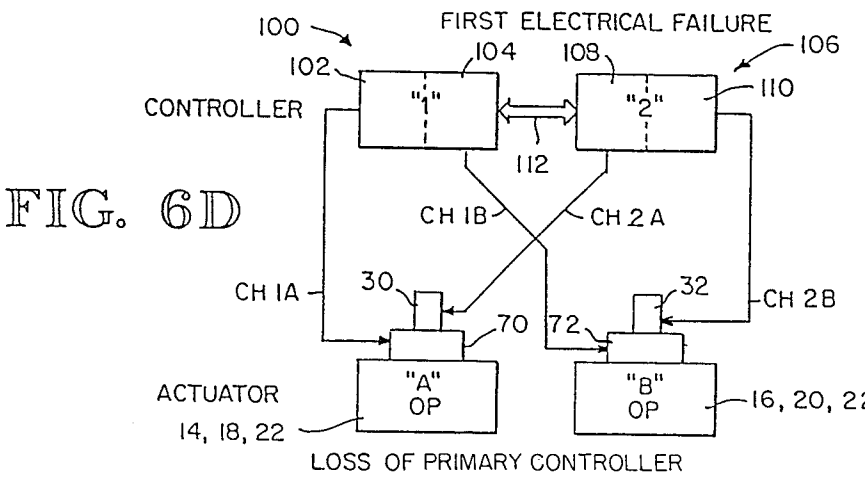 FIRST ELECTRICAL FAILURE
100
102
104
108
106
110
CONTROLLER
"1"
"2"
112
FIG. 6D
CH 1B
CH 2A
CH 1A
30
32
CH 2B
70
72
ACTUATOR
"A"
OP
"B"
OP
14, 18, 22
16, 20, 22
LOSS OF PRIMARY CONTROLLER